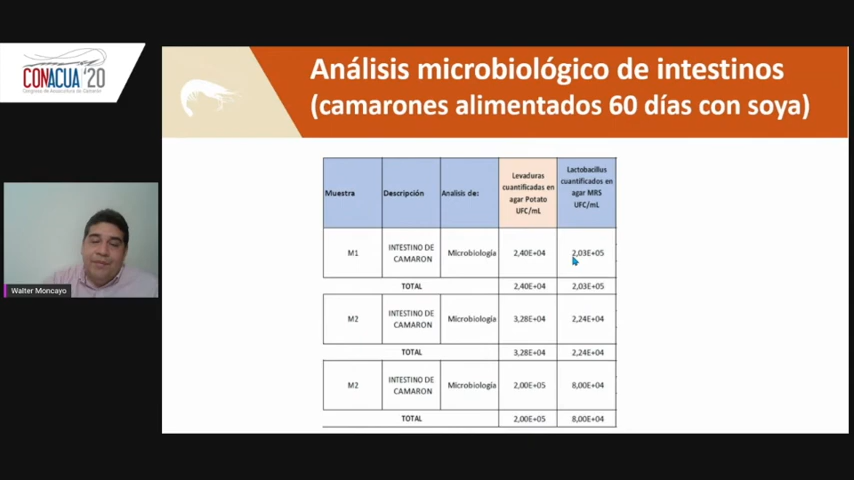 CONACUA '20
Congreso de Acuicultura de Camarón
Análisis microbiológico de intestinos
(camarones alimentados 60 días con soya)
Walter Moncayo
Muestra
Descripción
Analisis de:
Levaduras
cuantificadas en
agar Potato
UFC/mL
Lactobacillus
cuantificados en
agar MRS
UFC/mL
M1
INTESTINO DE
CAMARON
Microbiología
2,40E+04
2,03E+05
TOTAL
2,40E+04
2,03E+05
M2
INTESTINO DE
CAMARON
Microbiología
3,28E+04
2,24E+04
TOTAL
3,28E+04
2,24E+04
M2
INTESTINO DE
CAMARON
Microbiología
2,00E+05
8,00E+04
TOTAL
2,00E+05
8,00E+04